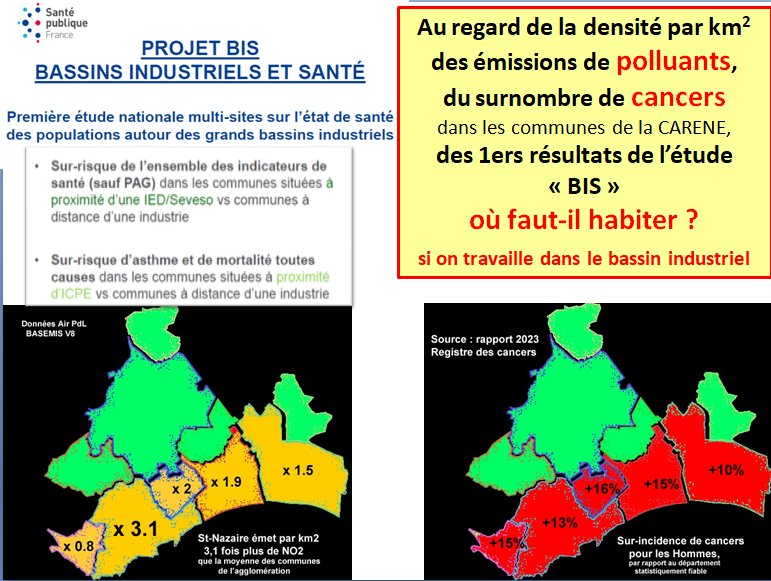 Santé
publique
France
PROJET BIS
BASSINS INDUSTRIELS ET SANTÉ
Première étude nationale multi-sites sur l'état de santé
des populations autour des grands bassins industriels
• Sur-risque de l'ensemble des indicateurs de
santé (sauf PAG) dans les communes situées à
proximité d'une IED/Seveso vs communes à
distance d'une industrie
• Sur-risque d'asthme et de mortalité toutes
causes dans les communes situées à proximité
d'ICPE vs communes à distance d'une industrie
Au regard de la densité par km²
des émissions de polluants,
du surnombre de cancers
dans les communes de la CARENE,
des 1ers résultats de l'étude
« BIS »
où faut-il habiter ?
si on travaille dans le bassin industriel
Données Air PdL
BASEMIS V8
x 1.5
x 1.9
x 2
x 3.1
x 0.8
St-Nazaire émet par km2
3,1 fois plus de NO2
que la moyenne des communes
de l'agglomération
Source : rapport 2023
Registre des cancers
+10%
+15%
+16%
+13%
+15%
Sur-incidence de cancers
pour les Hommes,
par rapport au département
statistiquement fiable